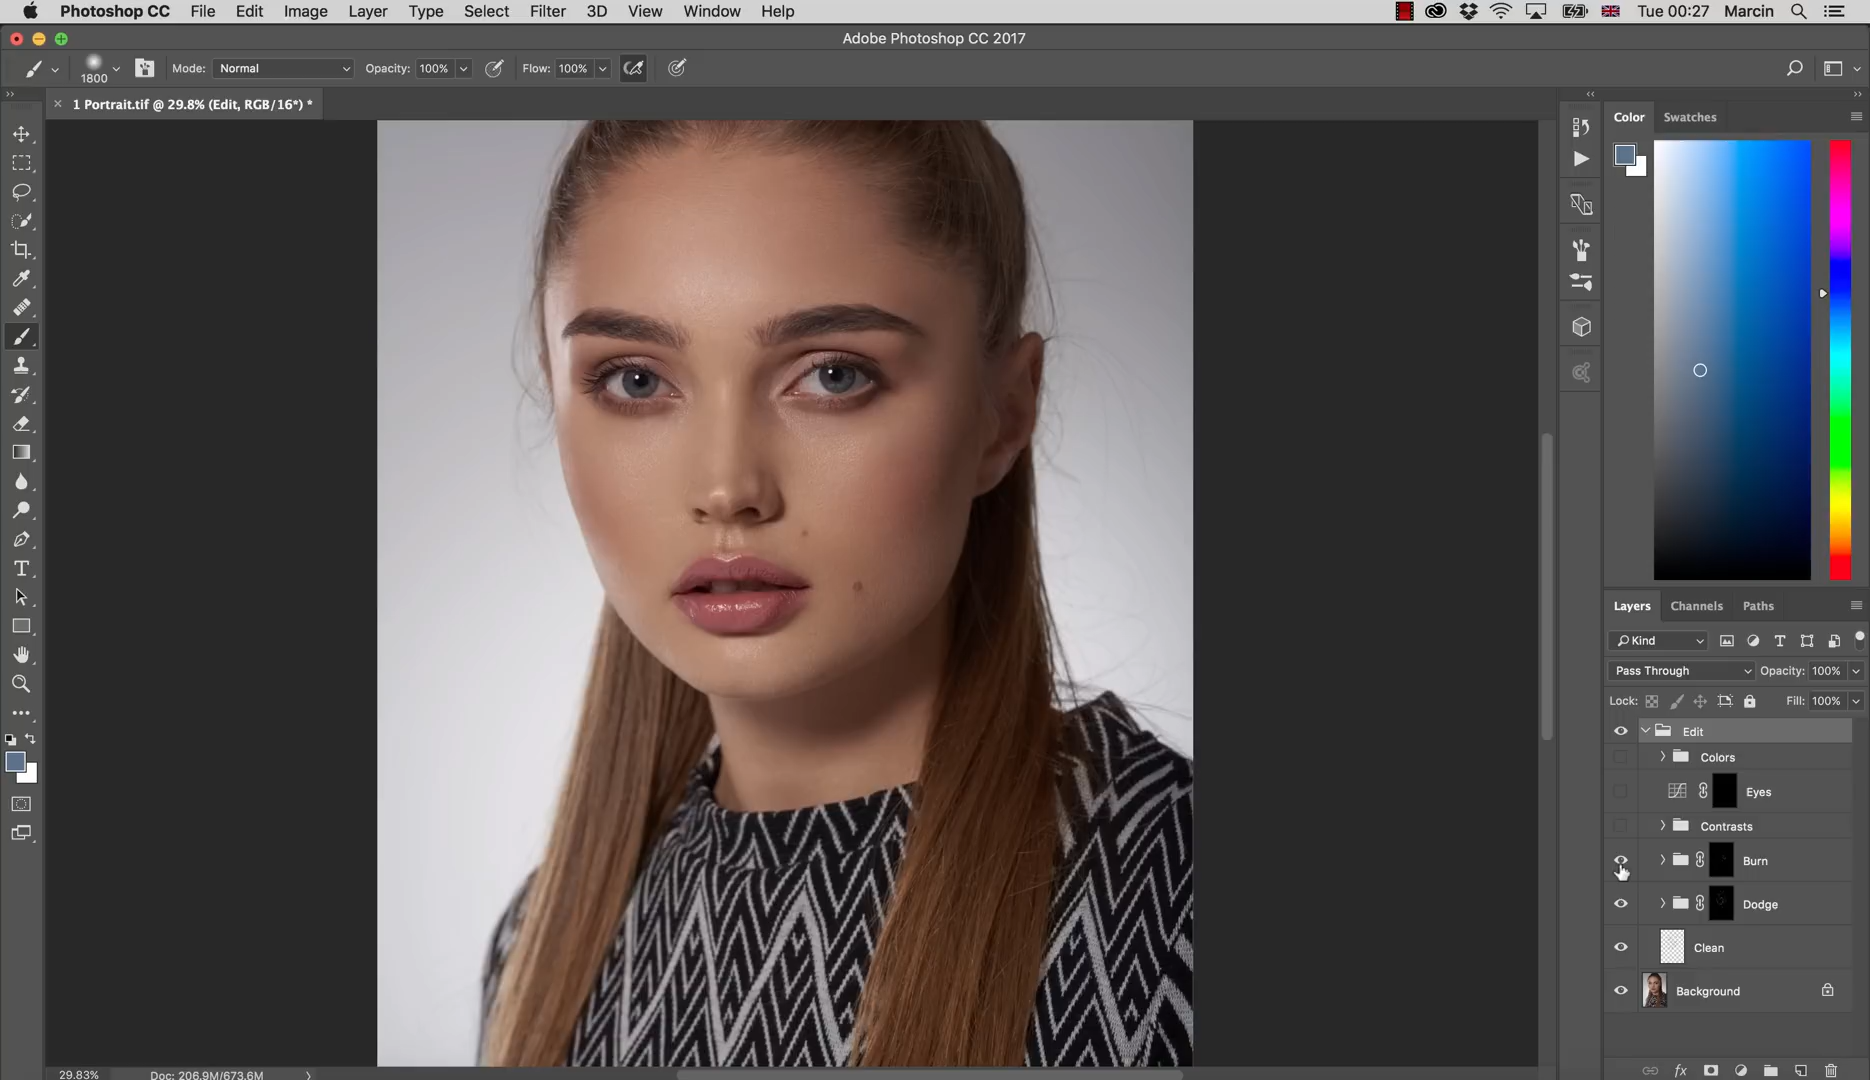 Photoshop CC File Edit Image Layer Type Select Filter 3D View Window Help Tue 00:27 Marcin
Adobe Photoshop CC 2017
1800 Mode: Normal Opacity: 100% Flow: 100%
× 1 Portrait.tif @ 29.8% (Edit, RGB/16*) *
Color Swatches
Layers Channels Paths
Kind
Pass Through Opacity: 100%
Lock: Fill: 100%
Edit
Colors
Eyes
Contrasts
Burn
Dodge
Clean
Background
29.83% Doc: 206.9M/673.6M
fx